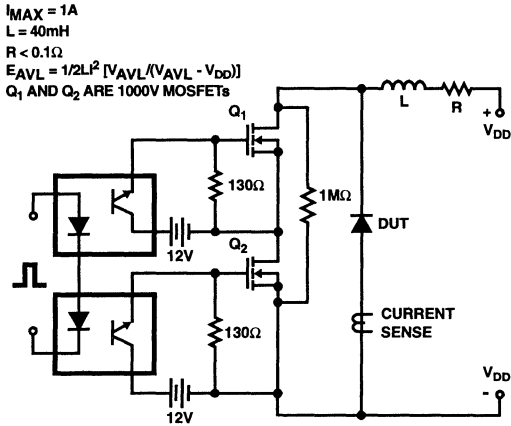 IMAX = 1A
L = 40mH
R < 0.1Ω
EAVL = 1/2LI² [VAVL/(VAVL - VDD)]
Q1 AND Q2 ARE 1000V MOSFETs
Q1
L
R
+
VDD
130Ω
1MΩ
DUT
12V
Q2
CURRENT
SENSE
130Ω
VDD
-
12V